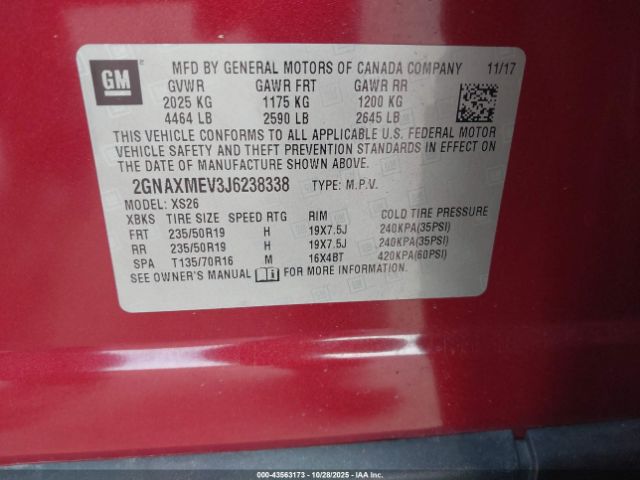 GM
MFD BY GENERAL MOTORS OF CANADA COMPANY 11/17
GVWR GAWR FRT GAWR RR
2025 KG 1175 KG 1200 KG
4464 LB 2590 LB 2645 LB
THIS VEHICLE CONFORMS TO ALL APPLICABLE U.S. FEDERAL MOTOR
VEHICLE SAFETY AND THEFT PREVENTION STANDARDS IN EFFECT ON
THE DATE OF MANUFACTURE SHOWN ABOVE.
2GNAXMEV3J6238338 TYPE: M.P.V.
MODEL: XS26
XBKS TIRE SIZE SPEED RTG RIM COLD TIRE PRESSURE
FRT 235/50R19 H 19X7.5J 240KPA(35PSI)
RR 235/50R19 H 19X7.5J 240KPA(35PSI)
SPA T135/70R16 M 16X4BT 420KPA(60PSI)
SEE OWNER'S MANUAL FOR MORE INFORMATION
000-43563173 | 10/28/2025 | IAA, Inc.